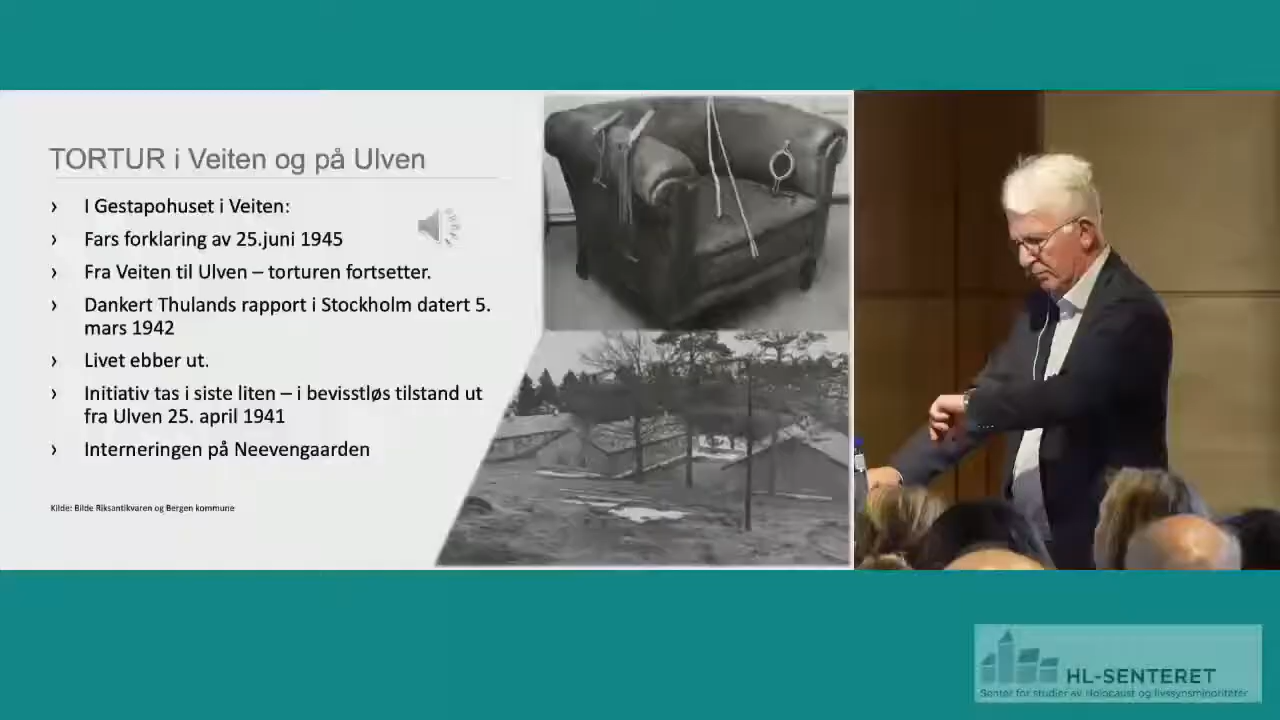 TORTUR i Veiten og på Ulven
› I Gestapohuset i Veiten:
› Fars forklaring av 25.juni 1945
› Fra Veiten til Ulven – torturen fortsetter.
› Dankert Thulands rapport i Stockholm datert 5.
mars 1942
› Livet ebber ut.
› Initiativ tas i siste liten – i bevisstløs tilstand ut
fra Ulven 25. april 1941
› Interneringen på Neevengaarden
Kilde: Bilde Riksantikvaren og Bergen kommune
HL-SENTERET
Senter for studier av Holocaust og livssynsminoriteter